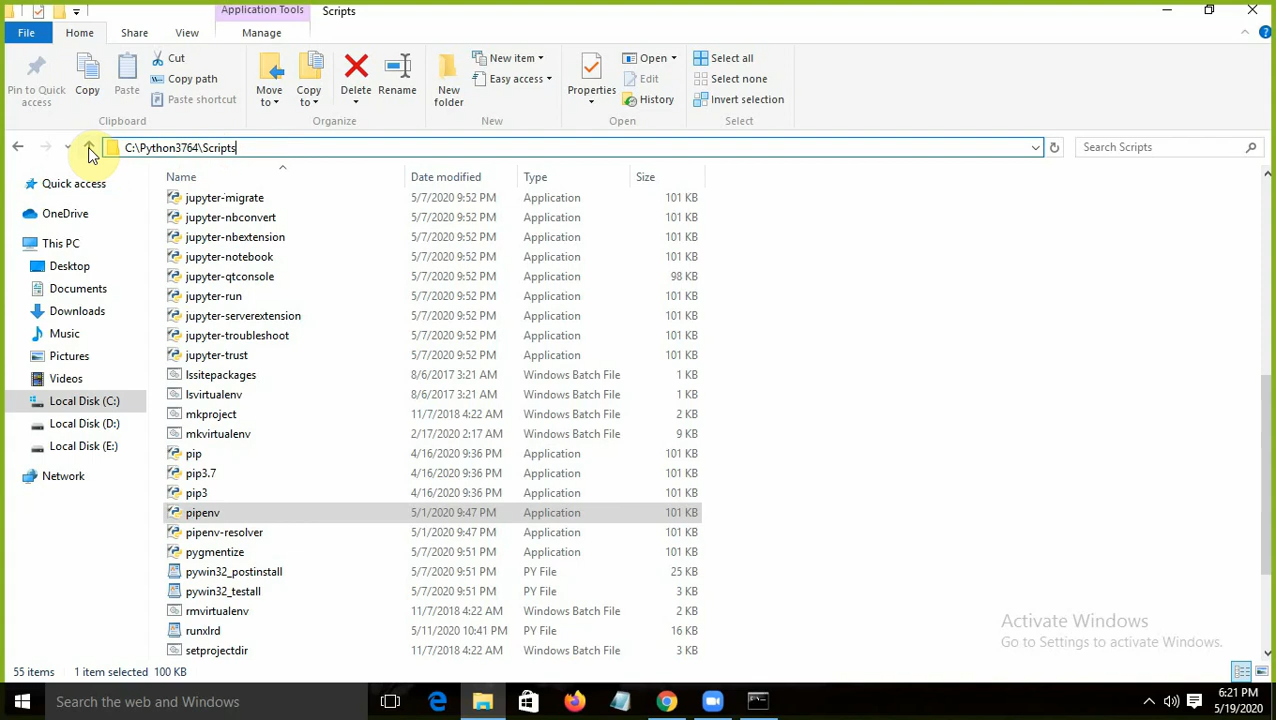 Application Tools Scripts
File Home Share View Manage
Pin to Quick access
Copy
Paste
Cut
Copy path
Paste shortcut
Clipboard
Move to
Copy to
Delete
Rename
Organize
New folder
New item
Easy access
New
Properties
Open
Edit
History
Open
Select all
Select none
Invert selection
Select
C:\Python3764\Scripts
Search Scripts
Quick access
OneDrive
This PC
Desktop
Documents
Downloads
Music
Pictures
Videos
Local Disk (C:)
Local Disk (D:)
Local Disk (E:)
Network
Name Date modified Type Size
jupyter-migrate 5/7/2020 9:52 PM Application 101 KB
jupyter-nbconvert 5/7/2020 9:52 PM Application 101 KB
jupyter-nbextension 5/7/2020 9:52 PM Application 101 KB
jupyter-notebook 5/7/2020 9:52 PM Application 101 KB
jupyter-qtconsole 5/7/2020 9:52 PM Application 98 KB
jupyter-run 5/7/2020 9:52 PM Application 101 KB
jupyter-serverextension 5/7/2020 9:52 PM Application 101 KB
jupyter-troubleshoot 5/7/2020 9:52 PM Application 101 KB
jupyter-trust 5/7/2020 9:52 PM Application 101 KB
lssitepackages 8/6/2017 3:21 AM Windows Batch File 1 KB
lsvirtualenv 8/6/2017 3:21 AM Windows Batch File 1 KB
mkproject 11/7/2018 4:22 AM Windows Batch File 2 KB
mkvirtualenv 2/17/2020 2:17 AM Windows Batch File 9 KB
pip 4/16/2020 9:36 PM Application 101 KB
pip3.7 4/16/2020 9:36 PM Application 101 KB
pip3 4/16/2020 9:36 PM Application 101 KB
pipenv 5/1/2020 9:47 PM Application 101 KB
pipenv-resolver 5/1/2020 9:47 PM Application 101 KB
pygmentize 5/7/2020 9:51 PM Application 101 KB
pywin32_postinstall 5/7/2020 9:51 PM PY File 25 KB
pywin32_testall 5/7/2020 9:51 PM PY File 3 KB
rmvirtualenv 11/7/2018 4:22 AM Windows Batch File 2 KB
runxlrd 5/11/2020 10:41 PM PY File 16 KB
setprojectdir 11/7/2018 4:22 AM Windows Batch File 3 KB
Activate Windows
Go to Settings to activate Windows.
55 items 1 item selected 100 KB
Search the web and Windows
6:21 PM
5/19/2020